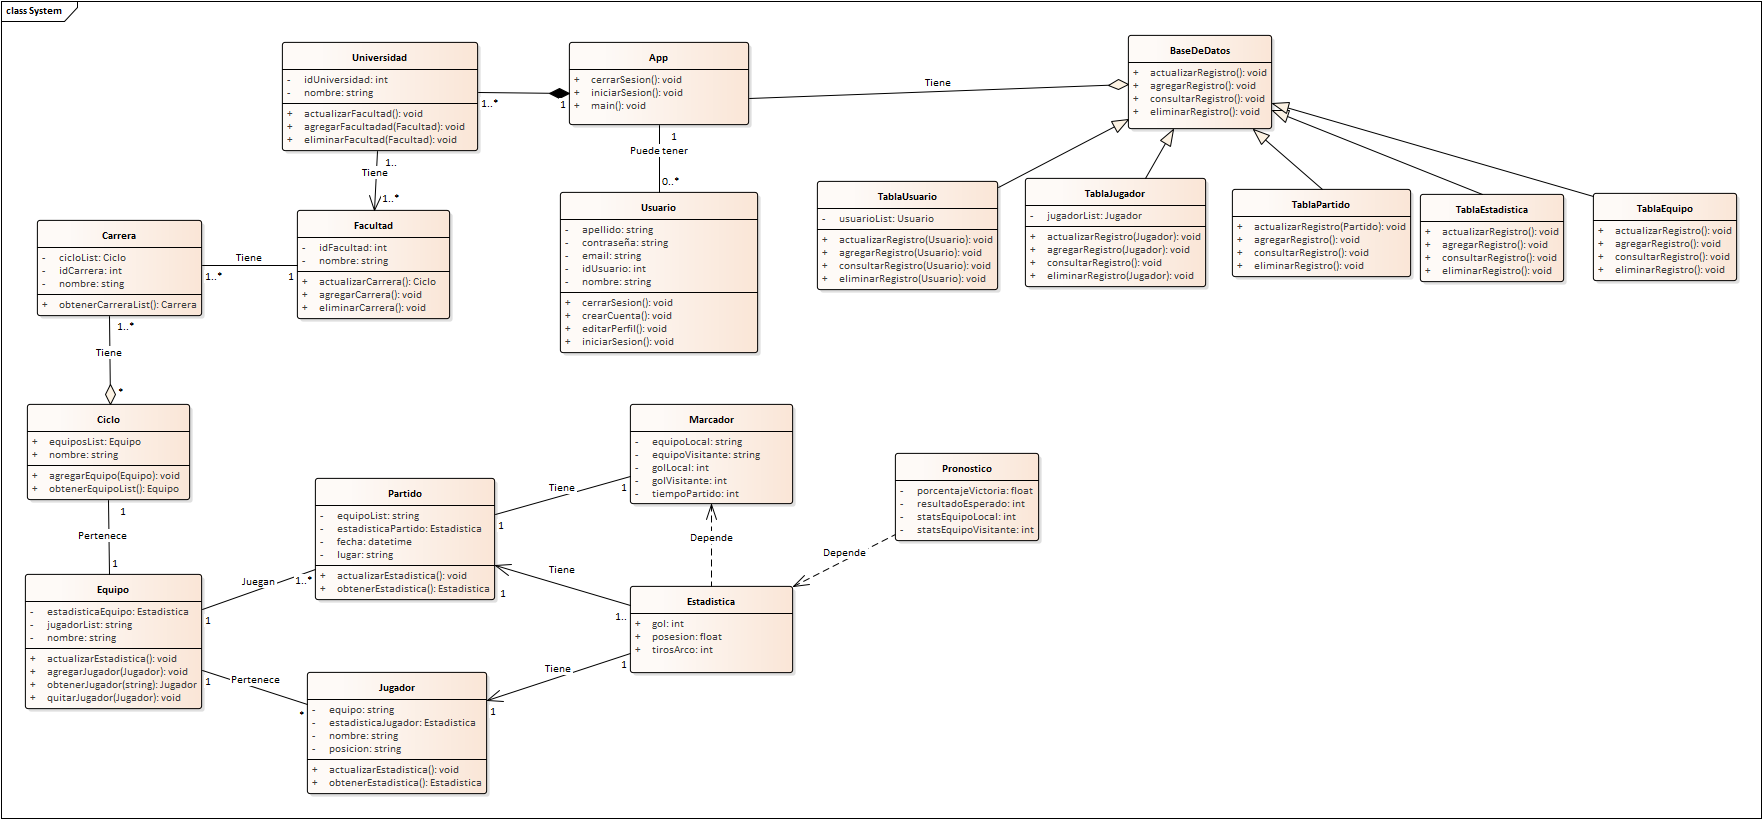 class System
Universidad
- idUniversidad: int
- nombre: string
+ actualizarFacultad(): void
+ agregarFacultadad(Facultad): void
+ eliminarFacultad(Facultad): void
App
+ cerrarSesion(): void
+ iniciarSesion(): void
+ main(): void
BaseDeDatos
+ actualizarRegistro(): void
+ agregarRegistro(): void
+ consultarRegistro(): void
+ eliminarRegistro(): void
1..*
1
Tiene
1
Puede tener
0..*
1..
Tiene
1..*
Usuario
- apellido: string
- contraseña: string
- email: string
- idUsuario: int
- nombre: string
+ cerrarSesion(): void
+ crearCuenta(): void
+ editarPerfil(): void
+ iniciarSesion(): void
TablaUsuario
- usuarioList: Usuario
+ actualizarRegistro(Usuario): void
+ agregarRegistro(Usuario): void
+ consultarRegistro(Usuario): void
+ eliminarRegistro(Usuario): void
TablaJugador
- jugadorList: Jugador
+ actualizarRegistro(Jugador): void
+ agregarRegistro(Jugador): void
+ consultarRegistro(): void
+ eliminarRegistro(Jugador): void
TablaPartido
+ actualizarRegistro(Partido): void
+ agregarRegistro(): void
+ consultarRegistro(): void
+ eliminarRegistro(): void
TablaEstadistica
+ actualizarRegistro(): void
+ agregarRegistro(): void
+ consultarRegistro(): void
+ eliminarRegistro(): void
TablaEquipo
+ actualizarRegistro(): void
+ agregarRegistro(): void
+ consultarRegistro(): void
+ eliminarRegistro(): void
Carrera
- cicloList: Ciclo
- idCarrera: int
- nombre: sting
+ obtenerCarreraList(): Carrera
Tiene
1..*
1
Facultad
- idFacultad: int
- nombre: string
+ actualizarCarrera(): Ciclo
+ agregarCarrera(): void
+ eliminarCarrera(): void
1..*
Tiene
*
Ciclo
+ equiposList: Equipo
+ nombre: string
+ agregarEquipo(Equipo): void
+ obtenerEquipoList(): Equipo
1
Pertenece
1
Equipo
- estadisticaEquipo: Estadistica
- jugadorList: string
- nombre: string
+ actualizarEstadistica(): void
+ agregarJugador(Jugador): void
+ obtenerJugador(string): Jugador
+ quitarJugador(Jugador): void
Juegan
1..*
1
Pertenece
1
*
Partido
- equipoList: string
- estadisticaPartido: Estadistica
- fecha: datetime
- lugar: string
+ actualizarEstadistica(): void
+ obtenerEstadistica(): Estadistica
Tiene
1
1
Marcador
- equipoLocal: string
- equipoVisitante: string
- golLocal: int
- golVisitante: int
- tiempoPartido: int
Pronostico
- porcentajeVictoria: float
- resultadoEsperado: int
- statsEquipoLocal: int
- statsEquipoVisitante: int
Depende
Depende
Tiene
1
1..
Estadistica
+ gol: int
+ posesion: float
+ tirosArco: int
Tiene
1
1
Jugador
- equipo: string
- estadisticaJugador: Estadistica
- nombre: string
- posicion: string
+ actualizarEstadistica(): void
+ obtenerEstadistica(): Estadistica